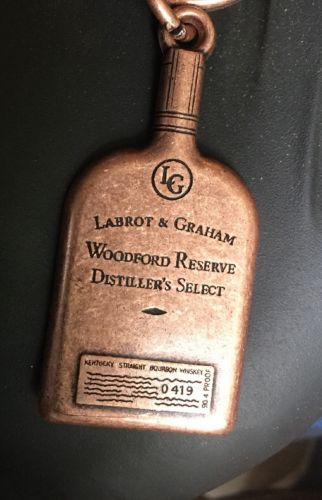 LG
LABROT & GRAHAM
WOODFORD RESERVE
DISTILLER'S SELECT
KENTUCKY STRAIGHT BOURBON WHISKEY
0419
90.4 PROOF